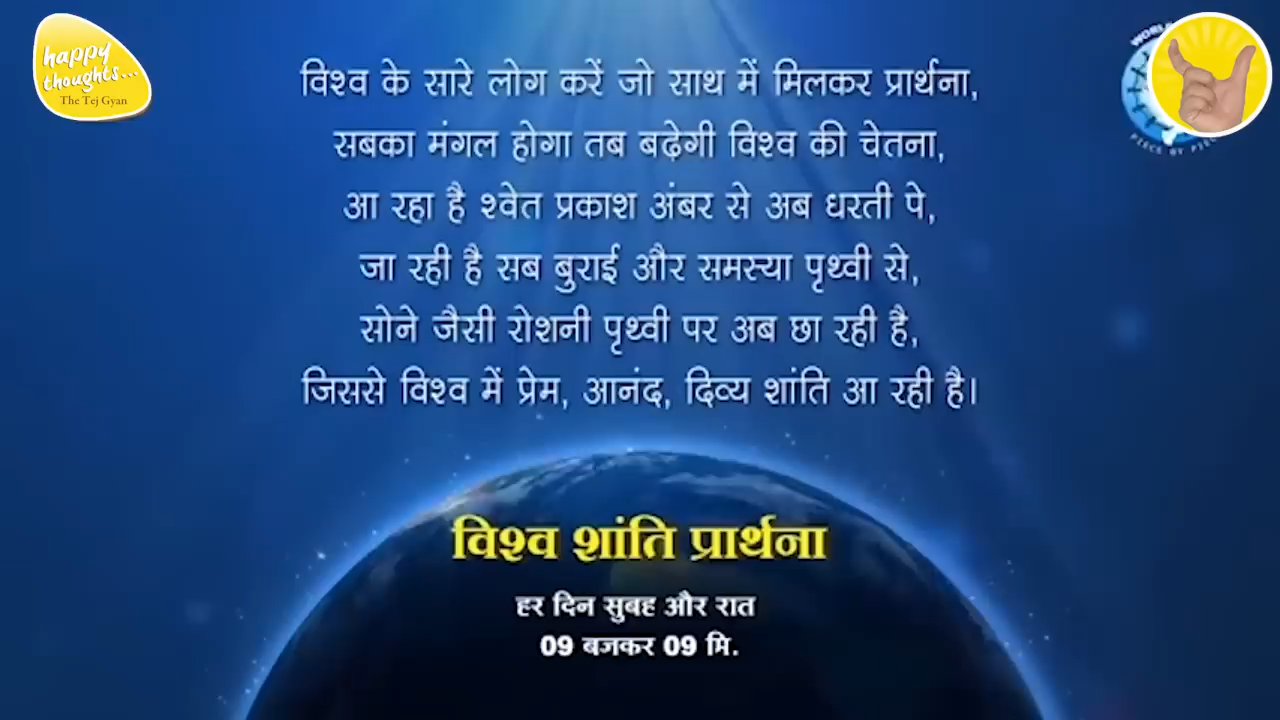 happy
thoughts...
The Tej Gyan
विश्व के सारे लोग करें जो साथ में मिलकर प्रार्थना,
सबका मंगल होगा तब बढ़ेगी विश्व की चेतना,
आ रहा है श्वेत प्रकाश अंबर से अब धरती पे,
जा रही है सब बुराई और समस्या पृथ्वी से,
सोने जैसी रोशनी पृथ्वी पर अब छा रही है,
जिससे विश्व में प्रेम, आनंद, दिव्य शांति आ रही है।
विश्व शांति प्रार्थना
हर दिन सुबह और रात
09 बजकर 09 मि.